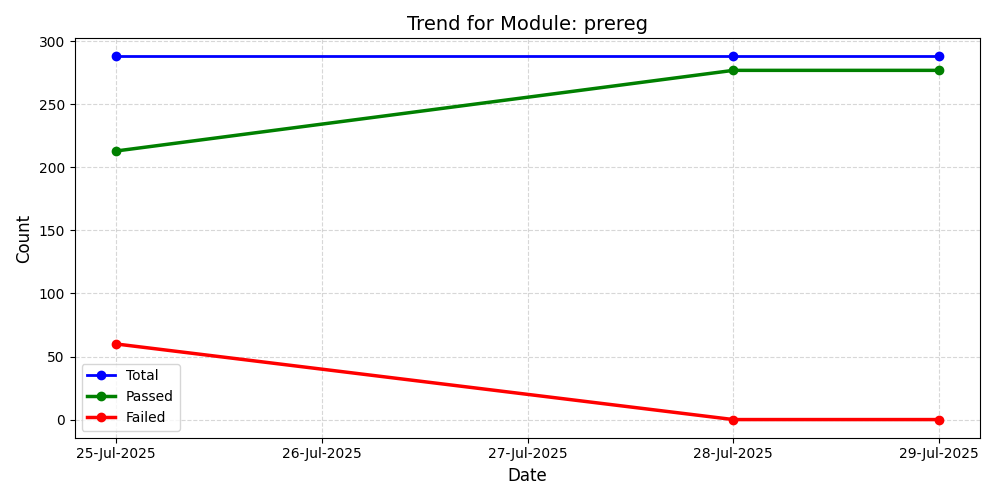 Trend for Module: prereg
300
250
200
150
100
50
0
Count
Total
Passed
Failed
25-Jul-2025 26-Jul-2025 27-Jul-2025 28-Jul-2025 29-Jul-2025
Date